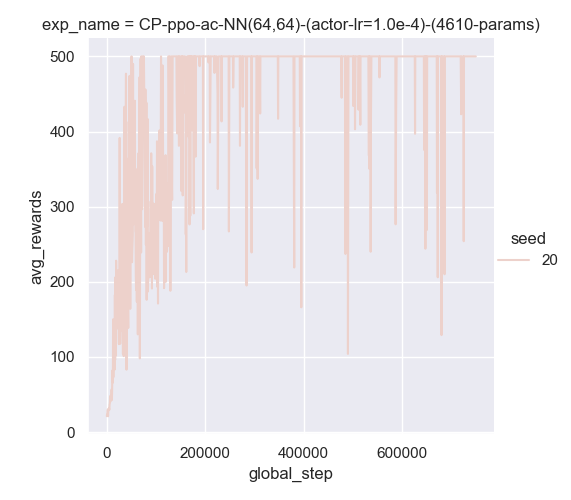 exp_name = CP-ppo-ac-NN(64,64)-(actor-lr=1.0e-4)-(4610-params)
500
400
300
200
100
0
avg_rewards
0 200000 400000 600000
global_step
seed
20